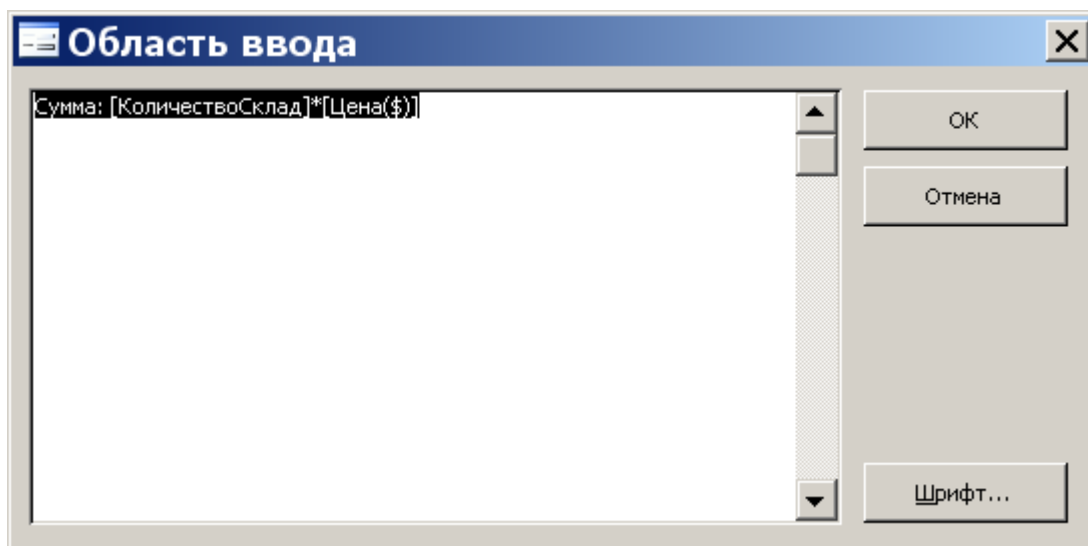 Область ввода
Сумма: [КоличествоСклад]*[Цена($)]
ОК
Отмена
Шрифт...